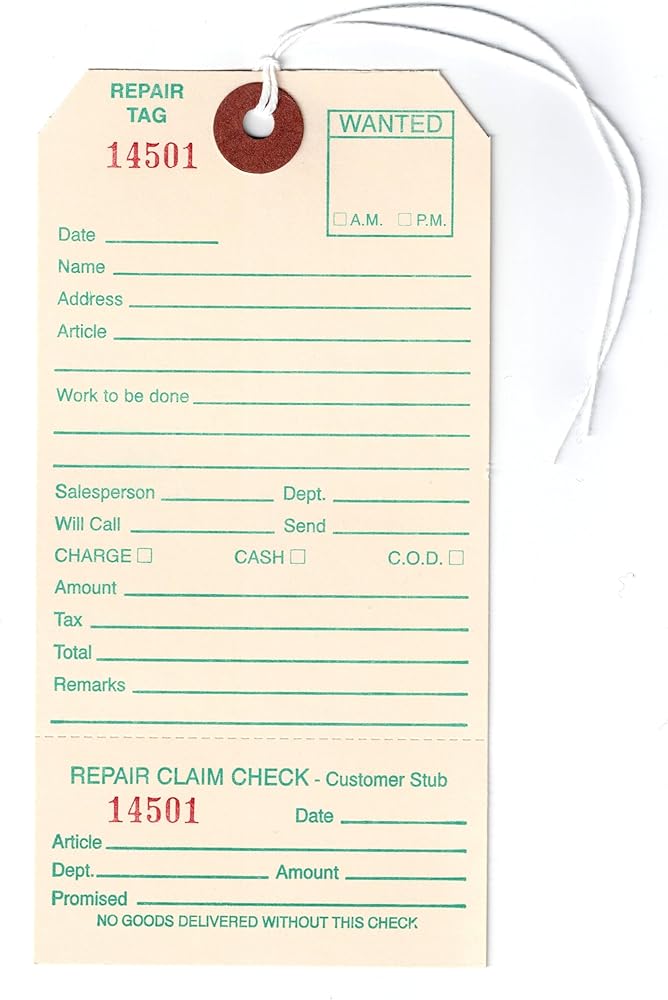 REPAIR
TAG
14501
WANTED
☐ A.M. ☐ P.M.
Date
Name
Address
Article
Work to be done
Salesperson Dept.
Will Call Send
CHARGE ☐ CASH ☐ C.O.D. ☐
Amount
Tax
Total
Remarks
REPAIR CLAIM CHECK - Customer Stub
14501 Date
Article
Dept. Amount
Promised
NO GOODS DELIVERED WITHOUT THIS CHECK